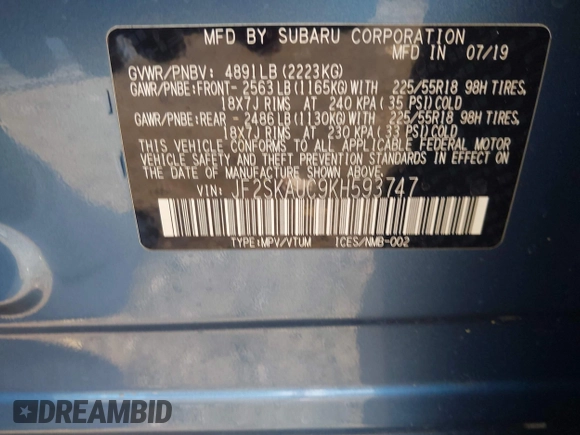 MFD BY SUBARU CORPORATION
MFD IN 07/19
GVWR/PNBV: 4891LB (2223KG)
GAWR/PNBE:FRONT- 2563LB(1165KG)WITH 225/55R18 98H TIRES,
18X7J RIMS AT 240 KPA(35 PSI)COLD
GAWR/PNBE:REAR -2486LB(1130KG)WITH 225/55R18 98H TIRES,
18X7J RIMS AT 230 KPA(33 PSI)COLD
THIS VEHICLE CONFORMS TO ALL APPLICABLE FEDERAL MOTOR
VEHICLE SAFETY AND THEFT PREVENTION STANDARDS IN EFFECT ON
THE DATE OF MANUFACTURE SHOWN ABOVE.
VIN: JF2SKAUC9KH593747
TYPE:MPV/VTUM ICES/NMB-002
DREAMBID